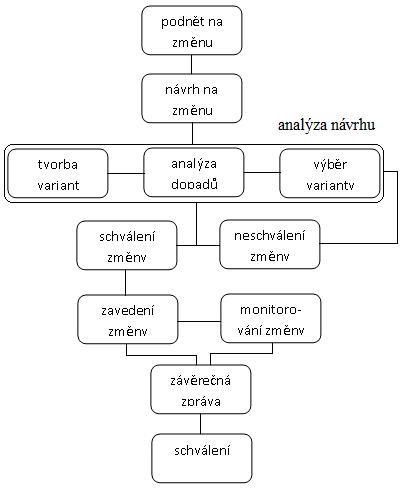 podnět na
změnu
návrh na
změnu
analýza návrhu
tvorba
variant
analýza
dopadů
výběr
varianty
schválení
změny
neschválení
změny
zavedení
změny
monitoro-
vání změny
závěrečná
zpráva
schválení